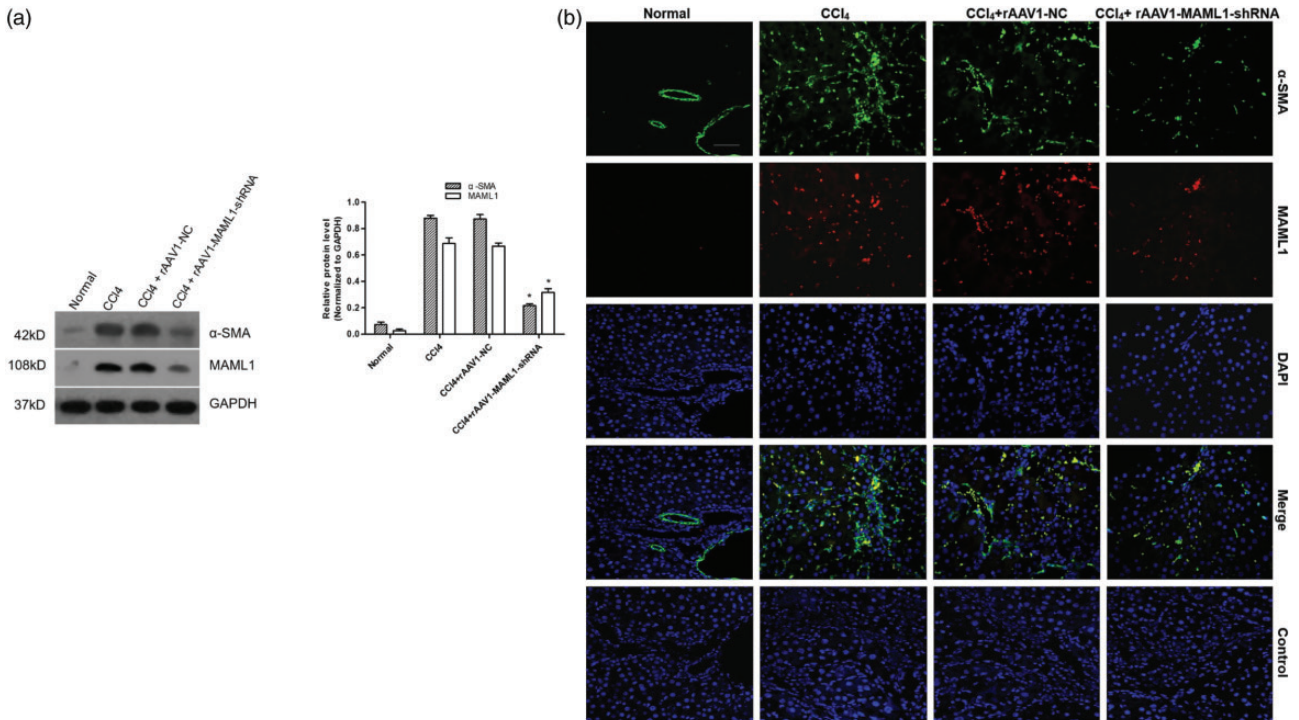 (a)
Normal
CCl4
CCl4 + rAAV1-NC
CCl4 + rAAV1-MAML1-shRNA
42kD
α-SMA
108kD
MAML1
37kD
GAPDH
α -SMA
MAML1
Relative protein level
(Normalized to GAPDH)
1.0
0.8
0.6
0.4
0.2
0.0
* *
Normal
CCl4
CCl4+rAAV1-NC
CCl4+rAAV1-MAML1-shRNA
(b)
Normal
CCl₄
CCl₄+rAAV1-NC
CCl₄+ rAAV1-MAML1-shRNA
α-SMA
MAML1
DAPI
Merge
Control